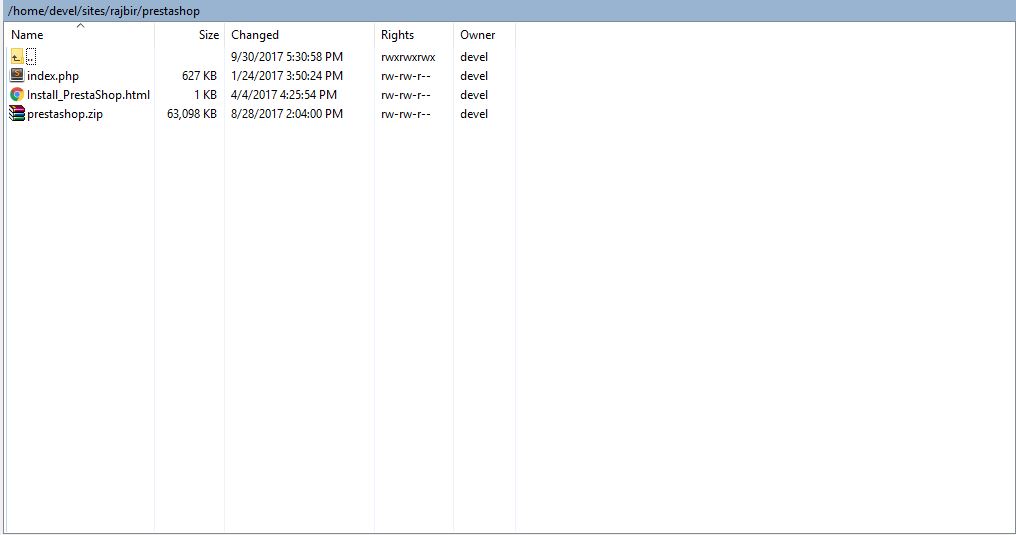 /home/devel/sites/rajbir/prestashop
Name Size Changed Rights Owner
.. 9/30/2017 5:30:58 PM rwxrwxrwx devel
index.php 627 KB 1/24/2017 3:50:24 PM rw-rw-r-- devel
Install_PrestaShop.html 1 KB 4/4/2017 4:25:54 PM rw-rw-r-- devel
prestashop.zip 63,098 KB 8/28/2017 2:04:00 PM rw-rw-r-- devel